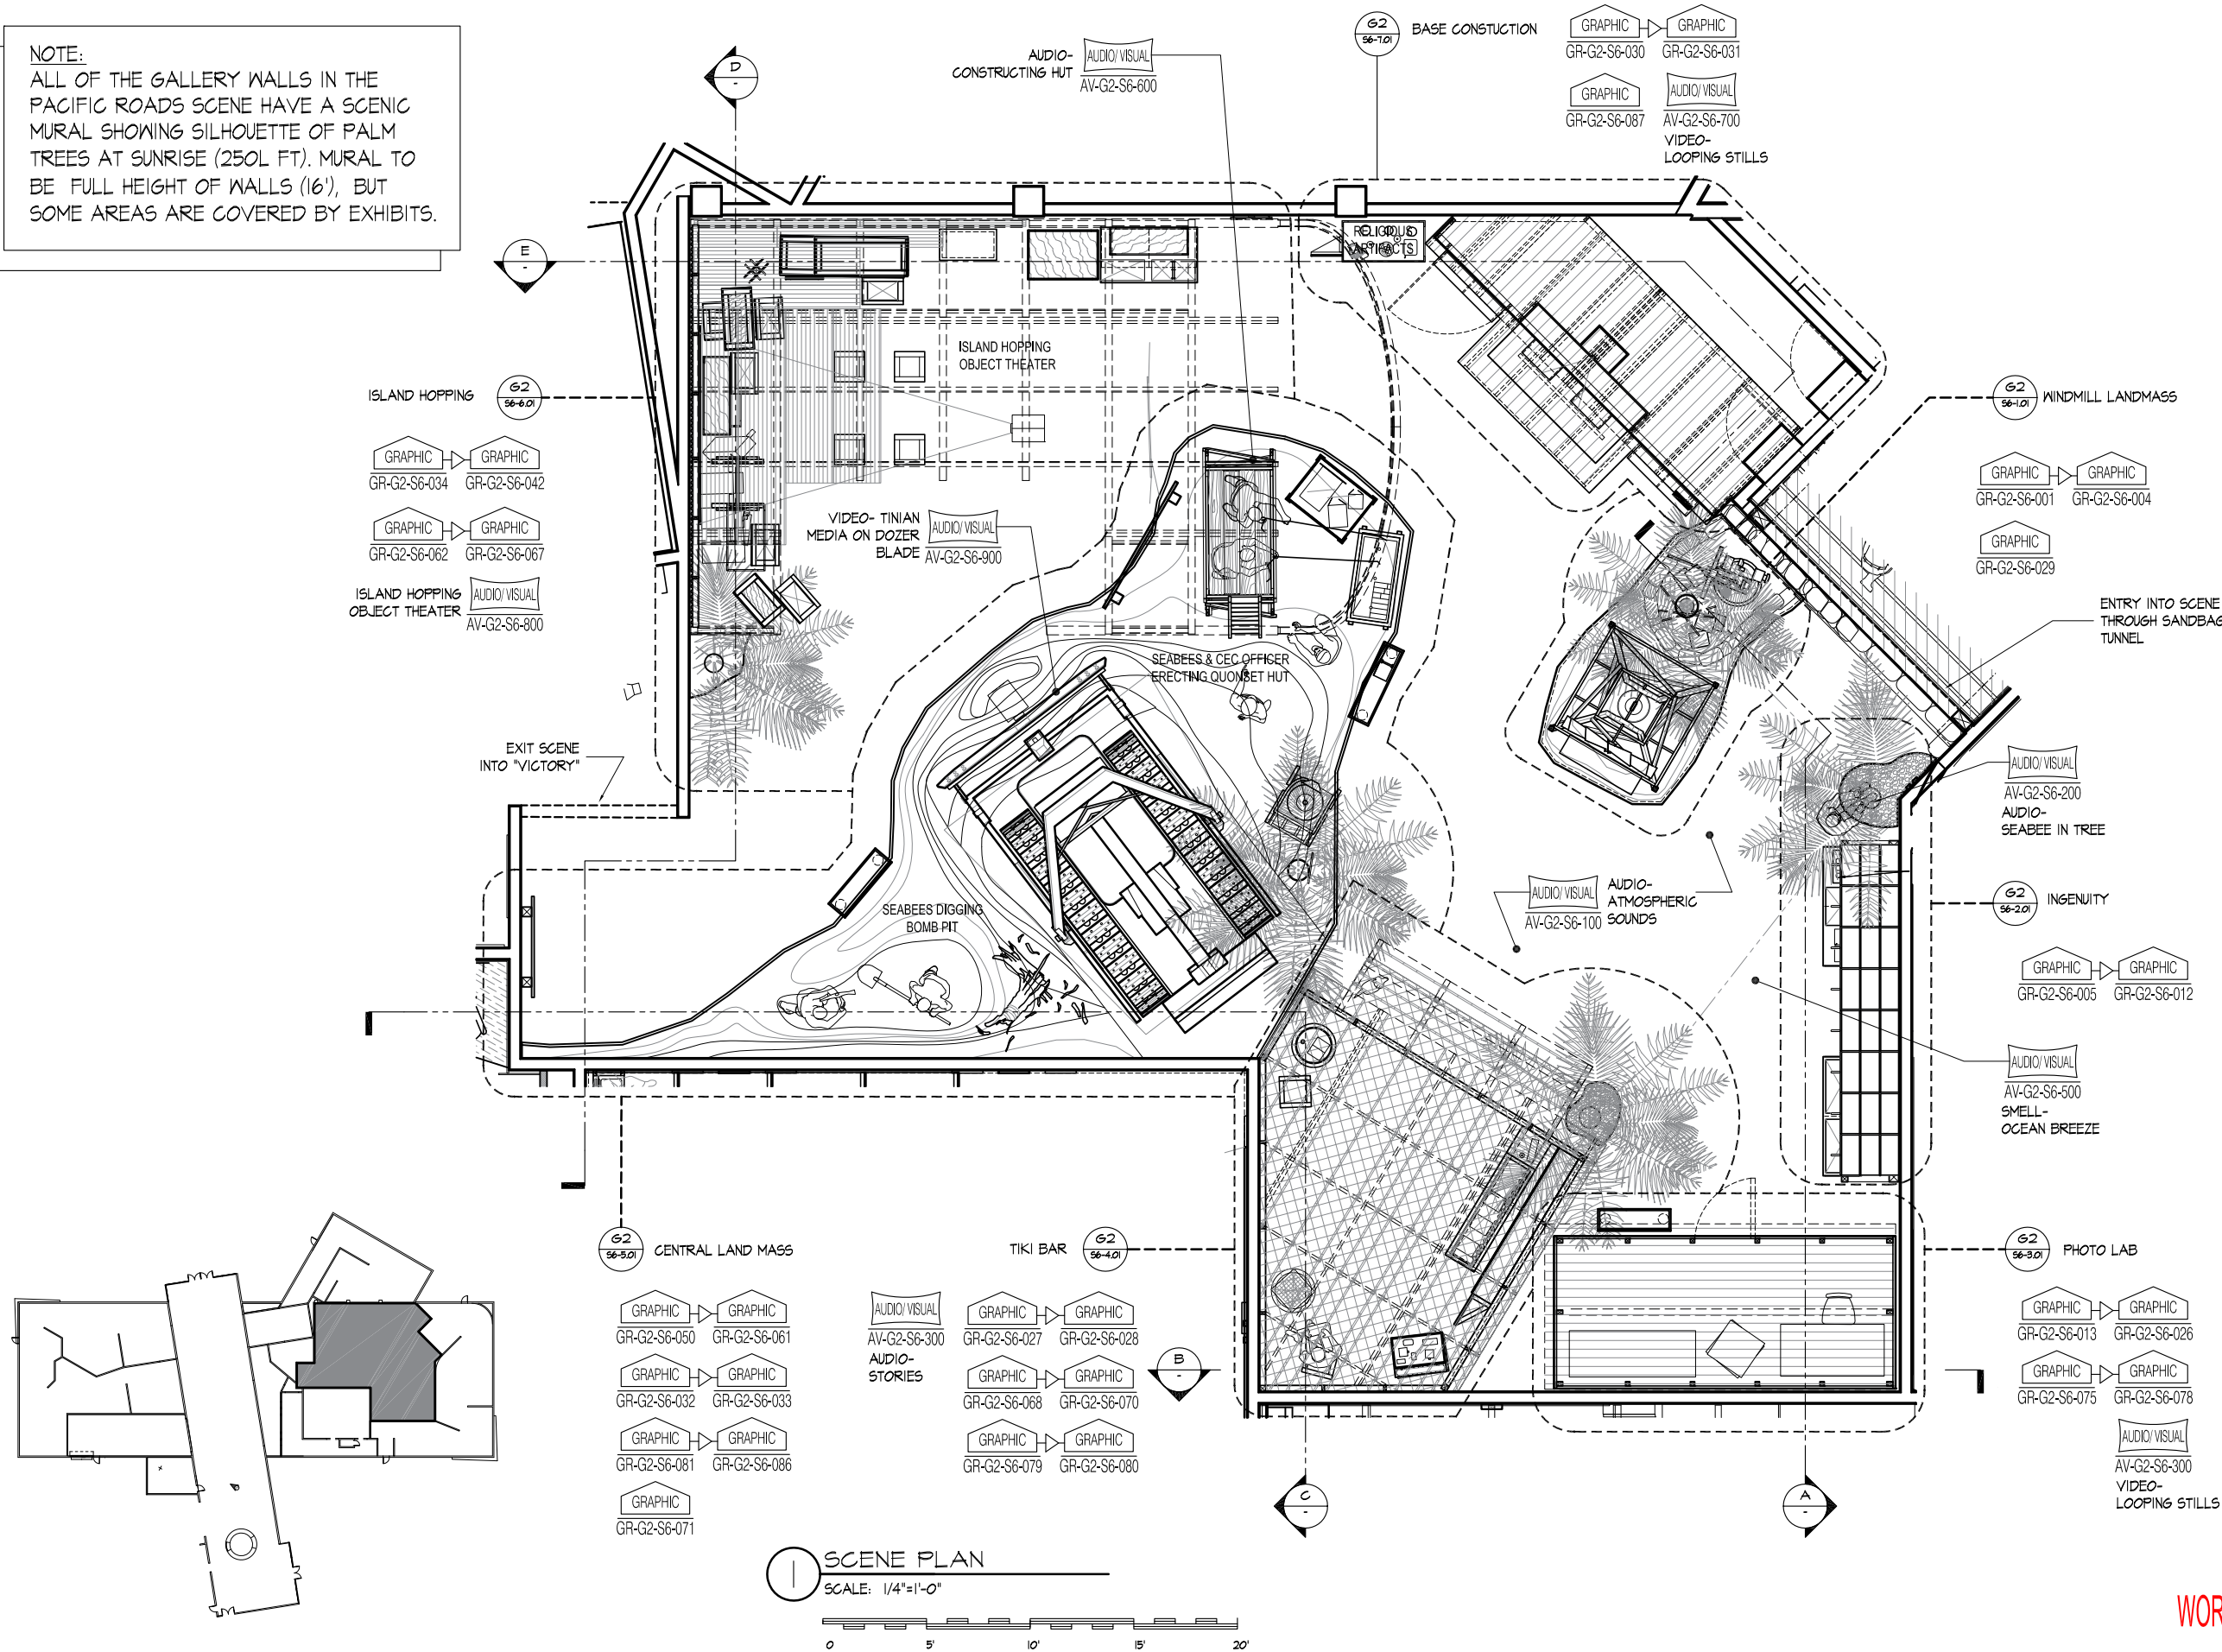 NOTE:
ALL OF THE GALLERY WALLS IN THE
PACIFIC ROADS SCENE HAVE A SCENIC
MURAL SHOWING SILHOUETTE OF PALM
TREES AT SUNRISE (250L FT). MURAL TO
BE FULL HEIGHT OF WALLS (16'), BUT
SOME AREAS ARE COVERED BY EXHIBITS.
D
-
E
-
AUDIO-
CONSTRUCTING HUT
AUDIO/ VISUAL
AV-G2-S6-600
G2
S6-7.01
BASE CONSTUCTION
GRAPHIC GRAPHIC
GR-G2-S6-030 GR-G2-S6-031
GRAPHIC AUDIO/ VISUAL
GR-G2-S6-087 AV-G2-S6-700
VIDEO-
LOOPING STILLS
RELIGIOUS
ARTIFACTS
ISLAND HOPPING
OBJECT THEATER
ISLAND HOPPING
G2
S6-6.01
GRAPHIC GRAPHIC
GR-G2-S6-034 GR-G2-S6-042
GRAPHIC GRAPHIC
GR-G2-S6-062 GR-G2-S6-067
ISLAND HOPPING
OBJECT THEATER
AUDIO/ VISUAL
AV-G2-S6-800
VIDEO- TINIAN
MEDIA ON DOZER
BLADE
AUDIO/ VISUAL
AV-G2-S6-900
G2
S6-1.01
WINDMILL LANDMASS
GRAPHIC GRAPHIC
GR-G2-S6-001 GR-G2-S6-004
GRAPHIC
GR-G2-S6-029
ENTRY INTO SCENE
THROUGH SANDBAG
TUNNEL
SEABEES & CEC OFFICER
ERECTING QUONSET HUT
EXIT SCENE
INTO "VICTORY"
AUDIO/ VISUAL
AV-G2-S6-200
AUDIO-
SEABEE IN TREE
SEABEES DIGGING
BOMB PIT
AUDIO/ VISUAL
AV-G2-S6-100
AUDIO-
ATMOSPHERIC
SOUNDS
G2
S6-2.01
INGENUITY
GRAPHIC GRAPHIC
GR-G2-S6-005 GR-G2-S6-012
AUDIO/ VISUAL
AV-G2-S6-500
SMELL-
OCEAN BREEZE
G2
S6-5.01
CENTRAL LAND MASS
GRAPHIC GRAPHIC
GR-G2-S6-050 GR-G2-S6-061
GRAPHIC GRAPHIC
GR-G2-S6-032 GR-G2-S6-033
GRAPHIC GRAPHIC
GR-G2-S6-081 GR-G2-S6-086
GRAPHIC
GR-G2-S6-071
TIKI BAR
G2
S6-4.01
AUDIO/ VISUAL
AV-G2-S6-300
AUDIO-
STORIES
GRAPHIC GRAPHIC
GR-G2-S6-027 GR-G2-S6-028
GRAPHIC GRAPHIC
GR-G2-S6-068 GR-G2-S6-070
GRAPHIC GRAPHIC
GR-G2-S6-079 GR-G2-S6-080
B
-
G2
S6-3.01
PHOTO LAB
GRAPHIC GRAPHIC
GR-G2-S6-013 GR-G2-S6-026
GRAPHIC GRAPHIC
GR-G2-S6-075 GR-G2-S6-078
AUDIO/ VISUAL
AV-G2-S6-300
VIDEO-
LOOPING STILLS
C
-
A
-
1
SCENE PLAN
SCALE: 1/4"=1'-0"
0 5' 10' 15' 20'
WOR